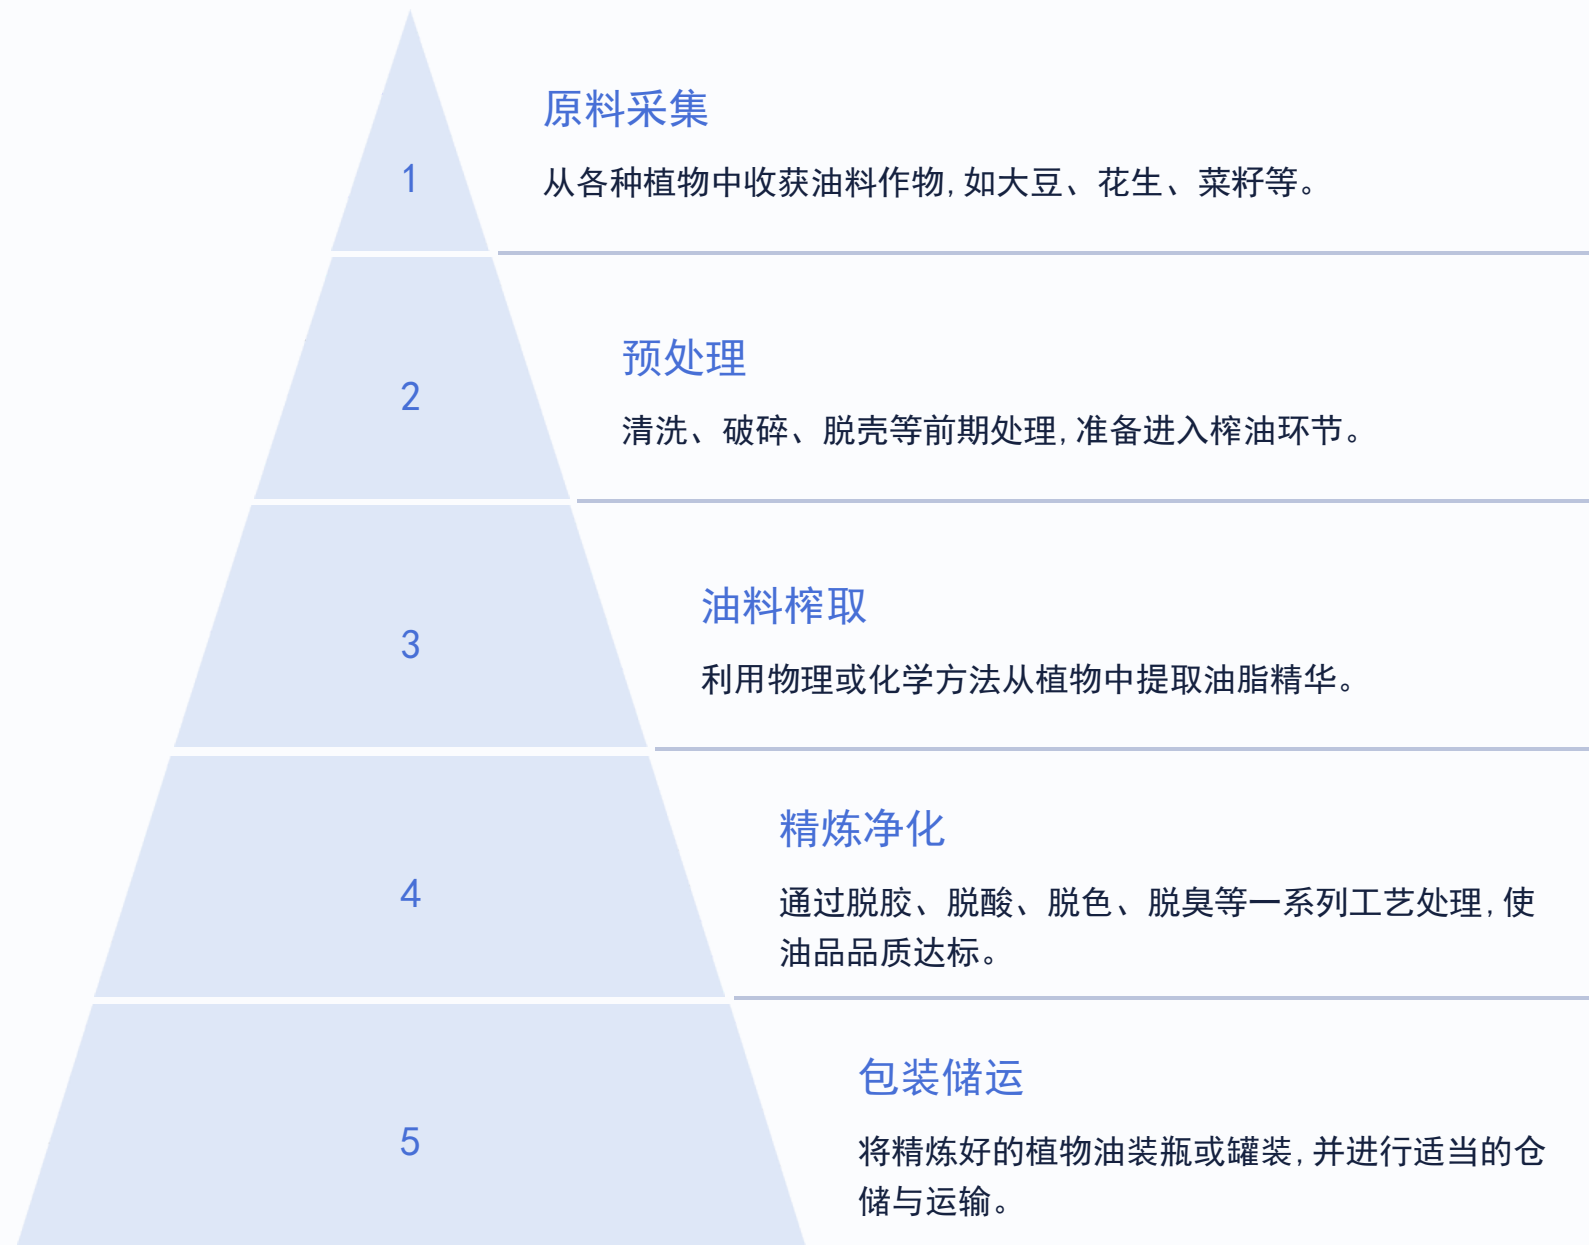 1
原料采集
从各种植物中收获油料作物,如大豆、花生、菜籽等。
2
预处理
清洗、破碎、脱壳等前期处理,准备进入榨油环节。
3
油料榨取
利用物理或化学方法从植物中提取油脂精华。
4
精炼净化
通过脱胶、脱酸、脱色、脱臭等一系列工艺处理,使
油品品质达标。
5
包装储运
将精炼好的植物油装瓶或罐装,并进行适当的仓
储与运输。